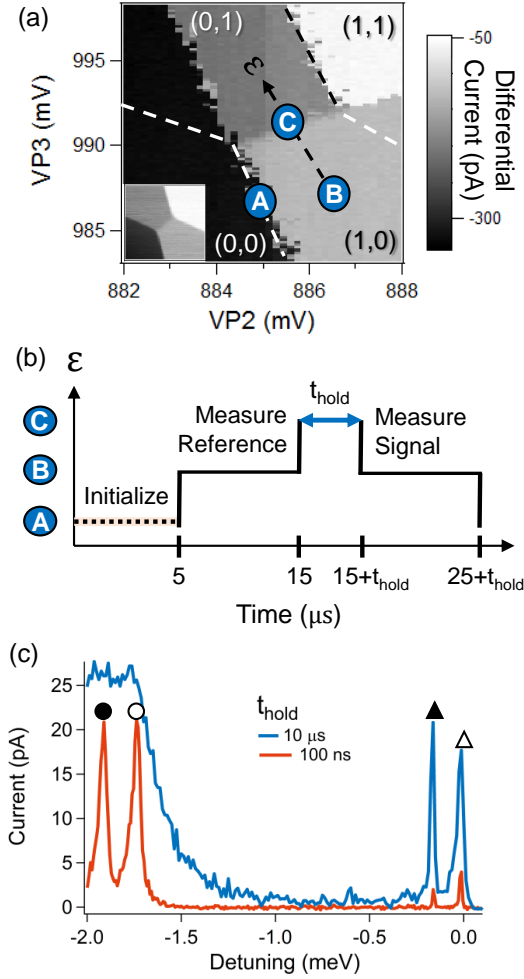 (a)
(0,1)
(1,1)
995
ε
C
VP3 (mV)
990
B
A
985
(0,0)
(1,0)
882
884
886
888
VP2 (mV)
-50
-300
Differential
Current (pA)
(b)
ε
t_hold
C
Measure
Reference
Measure
Signal
B
Initialize
A
5
15
15+t_hold
25+t_hold
Time (μs)
(c)
25
20
15
10
5
0
Current (pA)
t_hold
10 μs
100 ns
-2.0
-1.5
-1.0
-0.5
0.0
Detuning (meV)